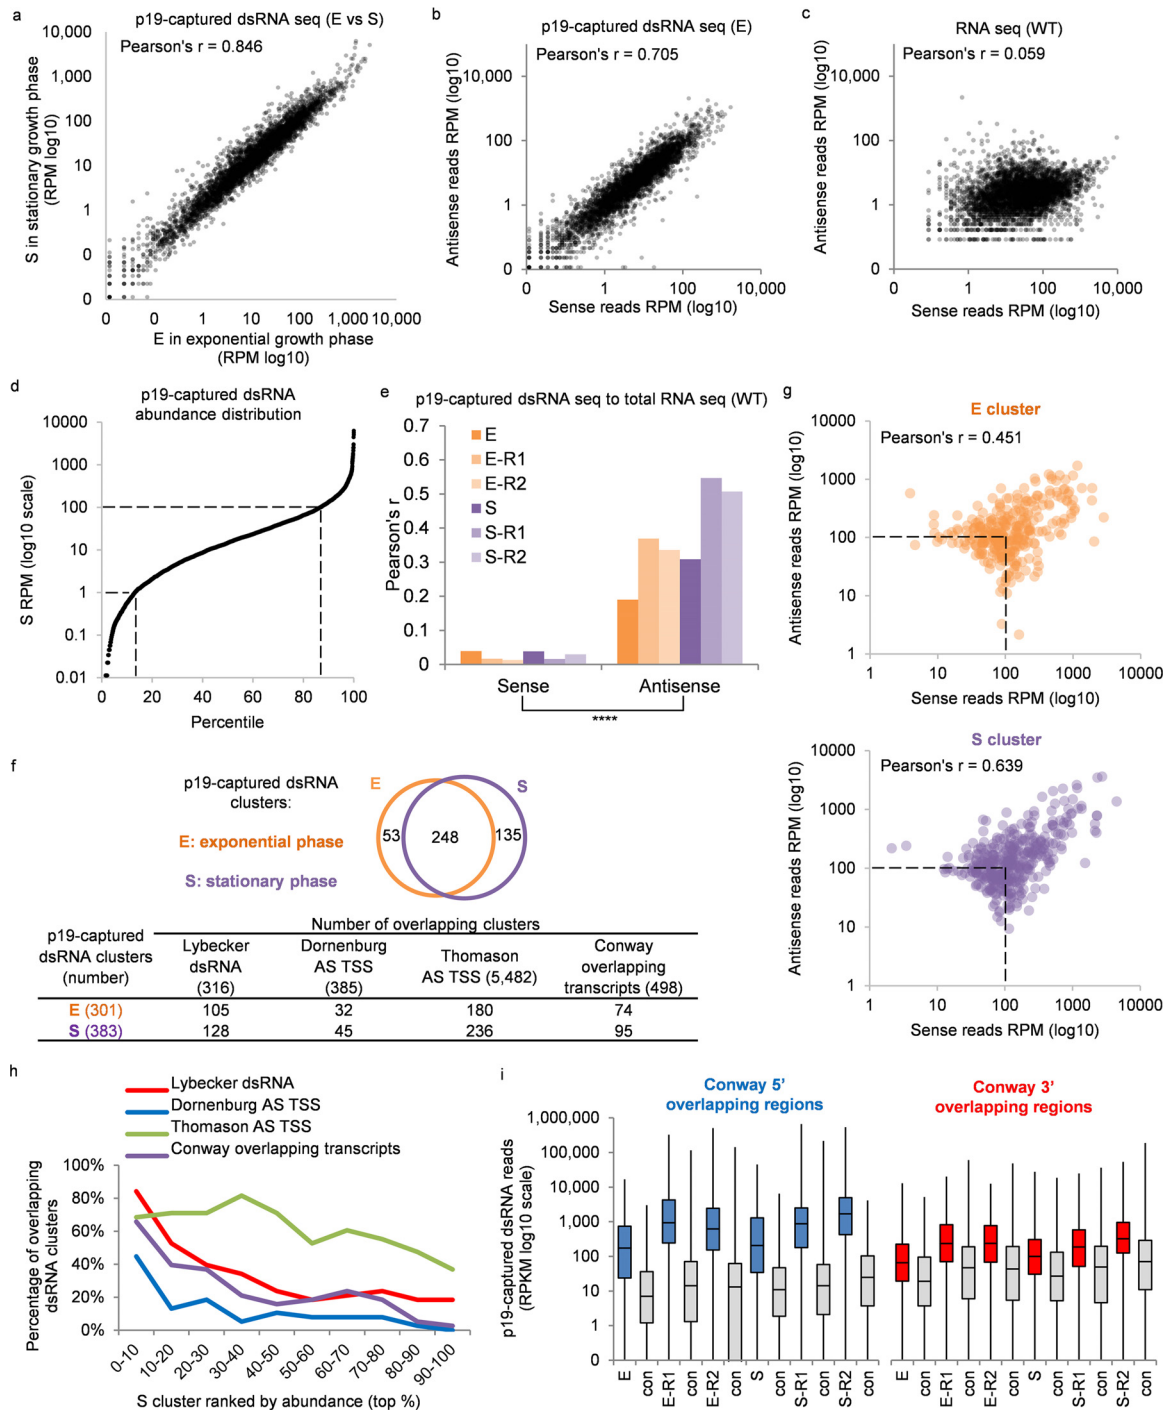 a
p19-captured dsRNA seq (E vs S)
Pearson's r = 0.846
10,000
1,000
100
10
1
0
0
S in stationary growth phase
(RPM log10)
0 0 1 10 100 1,000 10,000
E in exponential growth phase
(RPM log10)
b
p19-captured dsRNA seq (E)
Pearson's r = 0.705
10,000
100
1
0
Antisense reads RPM (log10)
0 1 100 10,000
Sense reads RPM (log10)
c
RNA seq (WT)
Pearson's r = 0.059
10,000
100
1
0
Antisense reads RPM (log10)
0 1 100 10,000
Sense reads RPM (log10)
d
p19-captured dsRNA
abundance distribution
10000
1000
100
10
1
0.1
0.01
S RPM (log10 scale)
0 20 40 60 80 100
Percentile
e
p19-captured dsRNA seq to total RNA seq (WT)
0.7
0.6
0.5
0.4
0.3
0.2
0.1
0
Pearson's r
E
E-R1
E-R2
S
S-R1
S-R2
Sense Antisense
****
g
E cluster
Pearson's r = 0.451
10000
1000
100
10
1
Antisense reads RPM (log10)
1 10 100 1000 10000
Sense reads RPM (log10)
S cluster
Pearson's r = 0.639
10000
1000
100
10
1
Antisense reads RPM (log10)
1 10 100 1000 10000
Sense reads RPM (log10)
f
p19-captured dsRNA
clusters:
E: exponential phase
S: stationary phase
E
S
53 248 135
Number of overlapping clusters
p19-captured
dsRNA clusters
(number)
Lybecker
dsRNA
(316)
Dornenburg
AS TSS
(385)
Thomason
AS TSS (5,482)
Conway
overlapping
transcripts (498)
E (301) 105 32 180 74
S (383) 128 45 236 95
h
Lybecker dsRNA
Dornenburg AS TSS
Thomason AS TSS
Conway overlapping transcripts
100%
80%
60%
40%
20%
0%
Percentage of overlapping
dsRNA clusters
0-10 10-20 20-30 30-40 40-50 50-60 60-70 70-80 80-90 90-100
S cluster ranked by abundance (top %)
i
Conway 5'
overlapping regions
Conway 3'
overlapping regions
1,000,000
100,000
10,000
1,000
100
10
1
0
p19-captured dsRNA reads
(RPKM log10 scale)
E con E-R1 con E-R2 con S con S-R1 con S-R2 con
E con E-R1 con E-R2 con S con S-R1 con S-R2 con